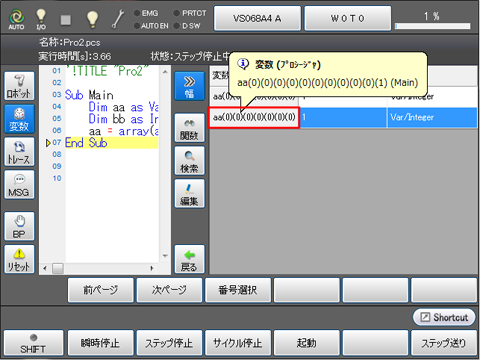 AUTO I/O EMG AUTO EN PRTCT D SW VS068A4 A W 0 T 0 1 %
名称:Pro2.pcs
実行時間[s]:3.66 状態:ステップ停止中
01 '!TITLE "Pro2"
02
03 Sub Main
04 Dim aa as Va
05 Dim bb as In
06 aa = array(a
07 End Sub
08
09
10
ロボット
変数
トレース
MSG
BP
リセット
幅
関数
検索
編集
戻る
変数 (ﾌﾟﾛｼｰｼﾞｬ)
aa(0)(0)(0)(0)(0)(0)(0)(0)(0)(0)(1) (Main)
Var/Integer
aa(0)(0)(0)(0)(0)(0)(0) 1 Var/Integer
前ページ 次ページ 番号選択
Shortcut
SHIFT 瞬時停止 ステップ停止 サイクル停止 起動 ステップ送り